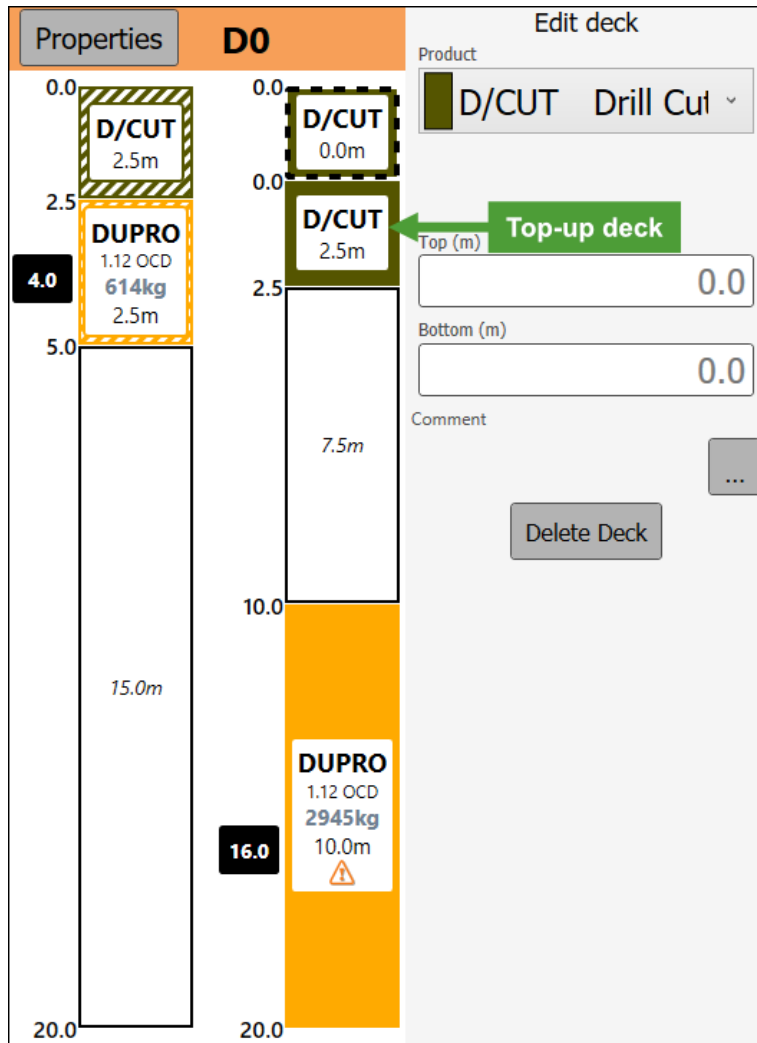 Properties
D0
0.0
D/CUT
2.5m
2.5
DUPRO
1.12 OCD
614kg
2.5m
4.0
5.0
15.0m
20.0
0.0
D/CUT
0.0m
0.0
D/CUT
2.5m
2.5
7.5m
10.0
DUPRO
1.12 OCD
2945kg
10.0m
16.0
20.0
Edit deck
Product
D/CUT Drill Cut
Top-up deck
Top (m)
0.0
Bottom (m)
0.0
Comment
...
Delete Deck